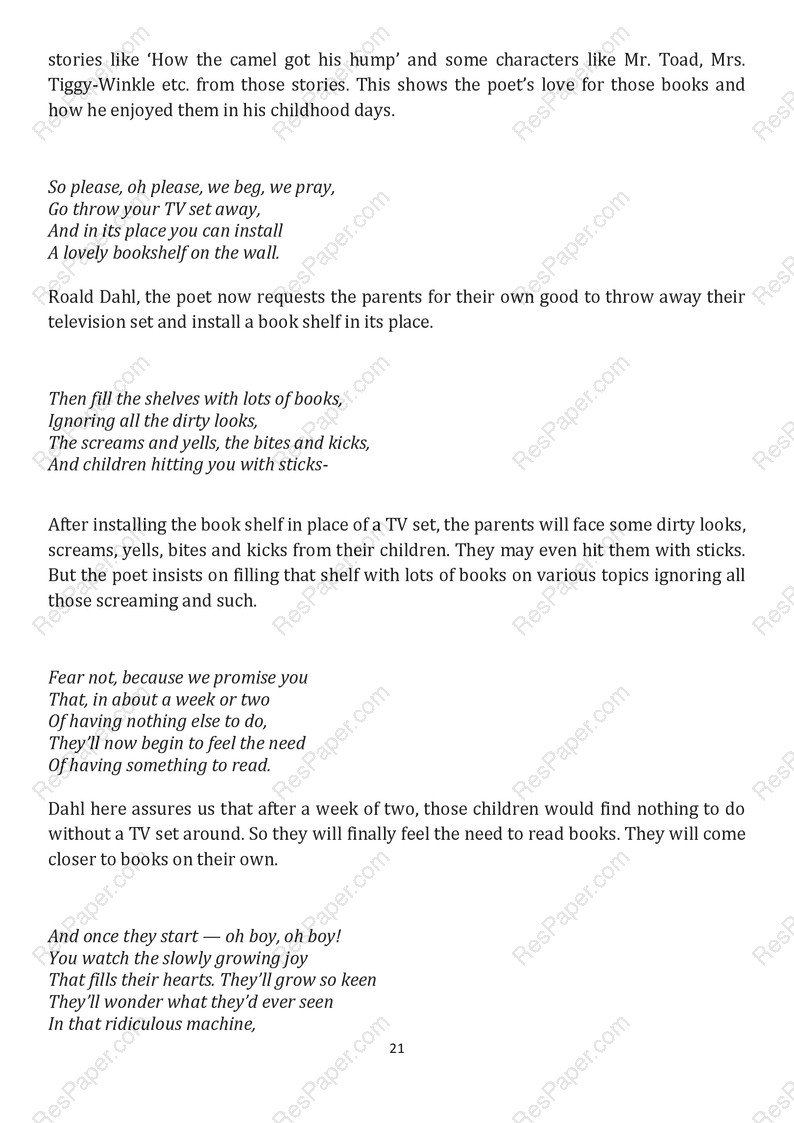 stories like ‘How the camel got his hump’ and some characters like Mr. Toad, Mrs.
Tiggy-Winkle etc. from those stories. This shows the poet’s love for those books and
how he enjoyed them in his childhood days.
So please, oh please, we beg, we pray,
Go throw your TV set away,
And in its place you can install
A lovely bookshelf on the wall.
Roald Dahl, the poet now requests the parents for their own good to throw away their
television set and install a book shelf in its place.
Then fill the shelves with lots of books,
Ignoring all the dirty looks,
The screams and yells, the bites and kicks,
And children hitting you with sticks-
After installing the book shelf in place of a TV set, the parents will face some dirty looks,
screams, yells, bites and kicks from their children. They may even hit them with sticks.
But the poet insists on filling that shelf with lots of books on various topics ignoring all
those screaming and such.
Fear not, because we promise you
That, in about a week or two
Of having nothing else to do,
They’ll now begin to feel the need
Of having something to read.
Dahl here assures us that after a week of two, those children would find nothing to do
without a TV set around. So they will finally feel the need to read books. They will come
closer to books on their own.
And once they start — oh boy, oh boy!
You watch the slowly growing joy
That fills their hearts. They’ll grow so keen
They’ll wonder what they’d ever seen
In that ridiculous machine,
21